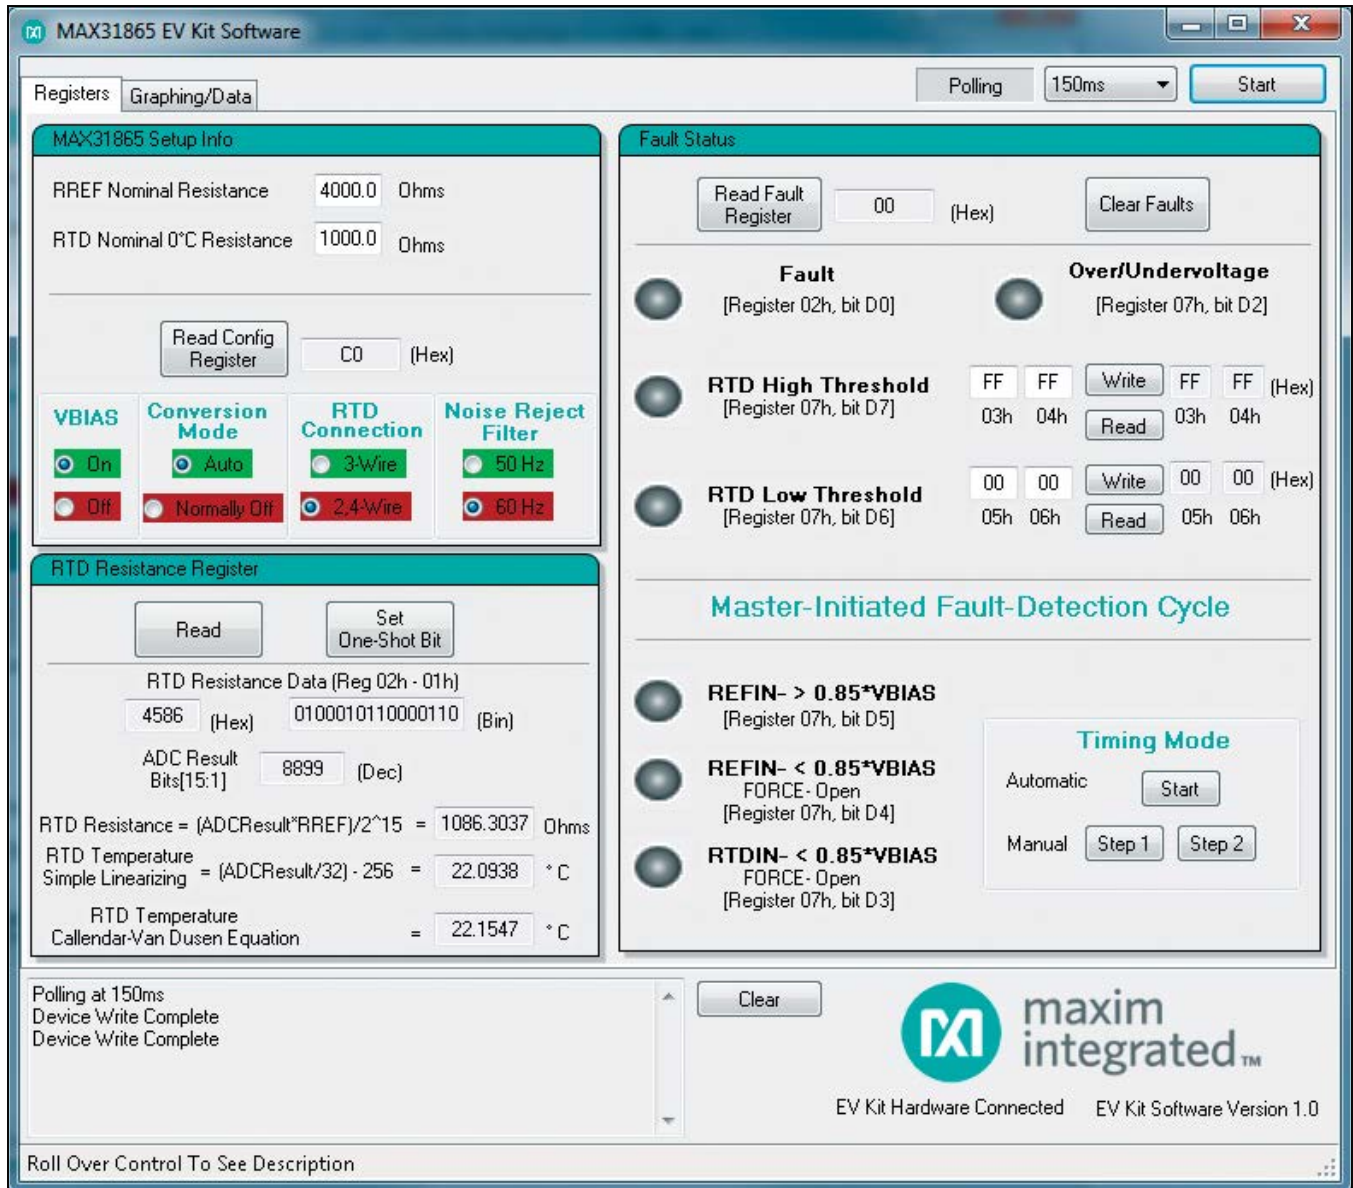 MAX31865 EV Kit Software
Registers Graphing/Data
Polling 150ms Start
MAX31865 Setup Info
RREF Nominal Resistance 4000.0 Ohms
RTD Nominal 0°C Resistance 1000.0 Ohms
Read Config
Register
C0 (Hex)
VBIAS
On
Off
Conversion
Mode
Auto
Normally Off
RTD
Connection
3-Wire
2,4-Wire
Noise Reject
Filter
50 Hz
60 Hz
RTD Resistance Register
Read
Set
One-Shot Bit
RTD Resistance Data (Reg 02h - 01h)
4586 (Hex) 0100010110000110 (Bin)
ADC Result
Bits[15:1]
8899 (Dec)
RTD Resistance = (ADCResult*RREF)/2^15 = 1086.3037 Ohms
RTD Temperature
Simple Linearizing = (ADCResult/32) - 256 = 22.0938 °C
RTD Temperature
Callendar-Van Dusen Equation = 22.1547 °C
Fault Status
Read Fault
Register
00 (Hex)
Clear Faults
Fault
[Register 02h, bit D0]
Over/Undervoltage
[Register 07h, bit D2]
RTD High Threshold
[Register 07h, bit D7]
FF FF Write FF FF (Hex)
03h 04h Read 03h 04h
RTD Low Threshold
[Register 07h, bit D6]
00 00 Write 00 00 (Hex)
05h 06h Read 05h 06h
Master-Initiated Fault-Detection Cycle
REFIN- > 0.85*VBIAS
[Register 07h, bit D5]
REFIN- < 0.85*VBIAS
FORCE- Open
[Register 07h, bit D4]
RTDIN- < 0.85*VBIAS
FORCE- Open
[Register 07h, bit D3]
Timing Mode
Automatic Start
Manual Step 1 Step 2
Polling at 150ms
Device Write Complete
Device Write Complete
Clear
maxim
integrated™
EV Kit Hardware Connected EV Kit Software Version 1.0
Roll Over Control To See Description